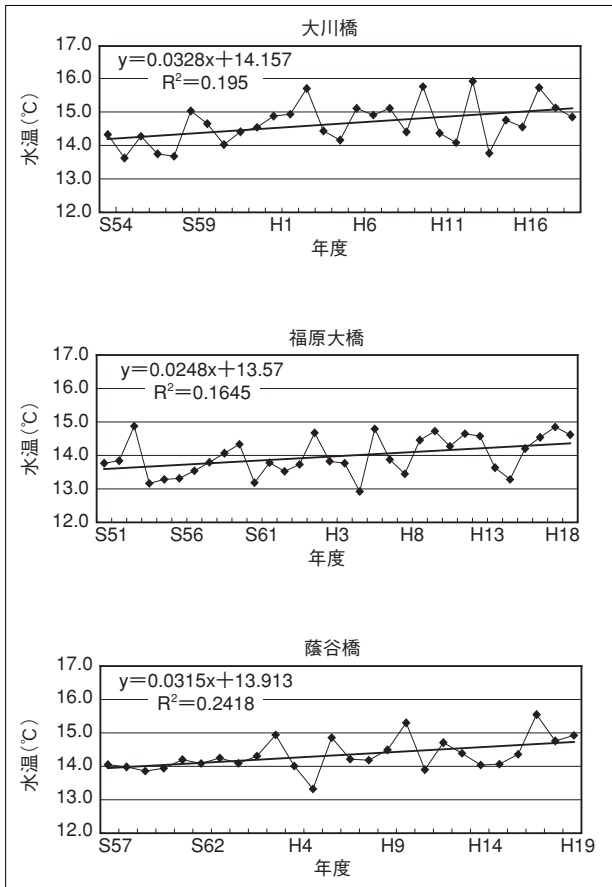 大川橋
17.0
y=0.0328x+14.157
16.0
R²=0.195
15.0
14.0
13.0
12.0
水温(℃)
S54 S59 H1 H6 H11 H16
年度
福原大橋
17.0
y=0.0248x+13.57
16.0
R²=0.1645
15.0
14.0
13.0
12.0
水温(℃)
S51 S56 S61 H3 H8 H13 H18
年度
蔭谷橋
17.0
y=0.0315x+13.913
16.0
R²=0.2418
15.0
14.0
13.0
12.0
水温(℃)
S57 S62 H4 H9 H14 H19
年度